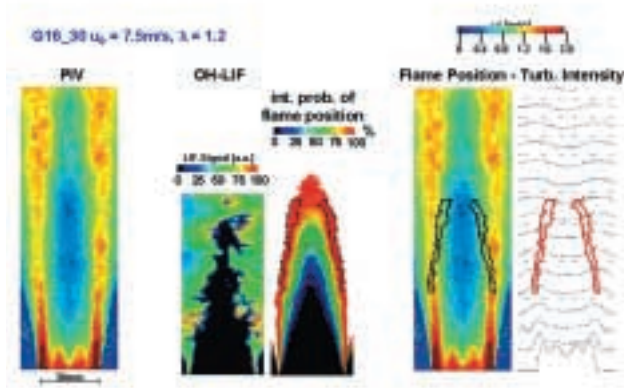 G16_30 u₀ = 7.5m/s, λ = 1.2
PIV
OH-LIF
int. prob. of
flame position
%
0 25 50 75 100
LIF-Signal [a.u.]
0 25 50 75 100
Flame Position - Turb. Intensity